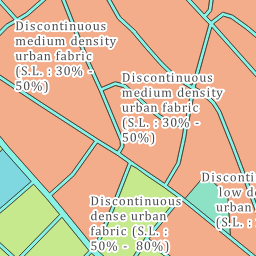 Discontinuous
medium density
urban fabric
(S.L. : 30% -
50%)
Discontinuous
medium density
urban fabric
(S.L. : 30% -
50%)
Discontinuous
dense urban
fabric (S.L. :
50% - 80%)
Discont
low de
urban
(S.L. :